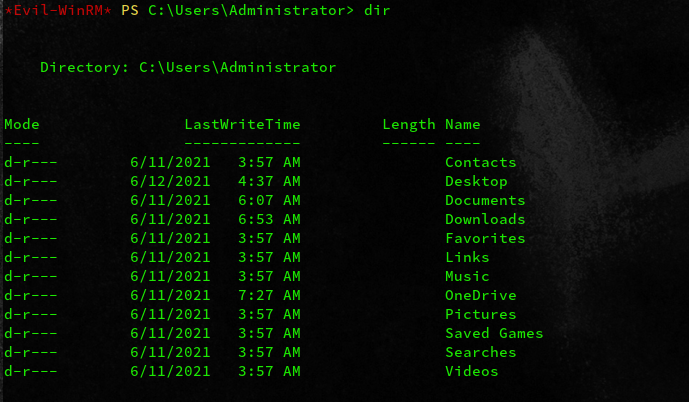 *Evil-WinRM* PS C:\Users\Administrator> dir
Directory: C:\Users\Administrator
Mode                LastWriteTime         Length Name
----                -------------         ------ ----
d-r---        6/11/2021   3:57 AM                Contacts
d-r---        6/12/2021   4:37 AM                Desktop
d-r---        6/11/2021   6:07 AM                Documents
d-r---        6/11/2021   6:53 AM                Downloads
d-r---        6/11/2021   3:57 AM                Favorites
d-r---        6/11/2021   3:57 AM                Links
d-r---        6/11/2021   3:57 AM                Music
d-r---        6/11/2021   7:27 AM                OneDrive
d-r---        6/11/2021   3:57 AM                Pictures
d-r---        6/11/2021   3:57 AM                Saved Games
d-r---        6/11/2021   3:57 AM                Searches
d-r---        6/11/2021   3:57 AM                Videos